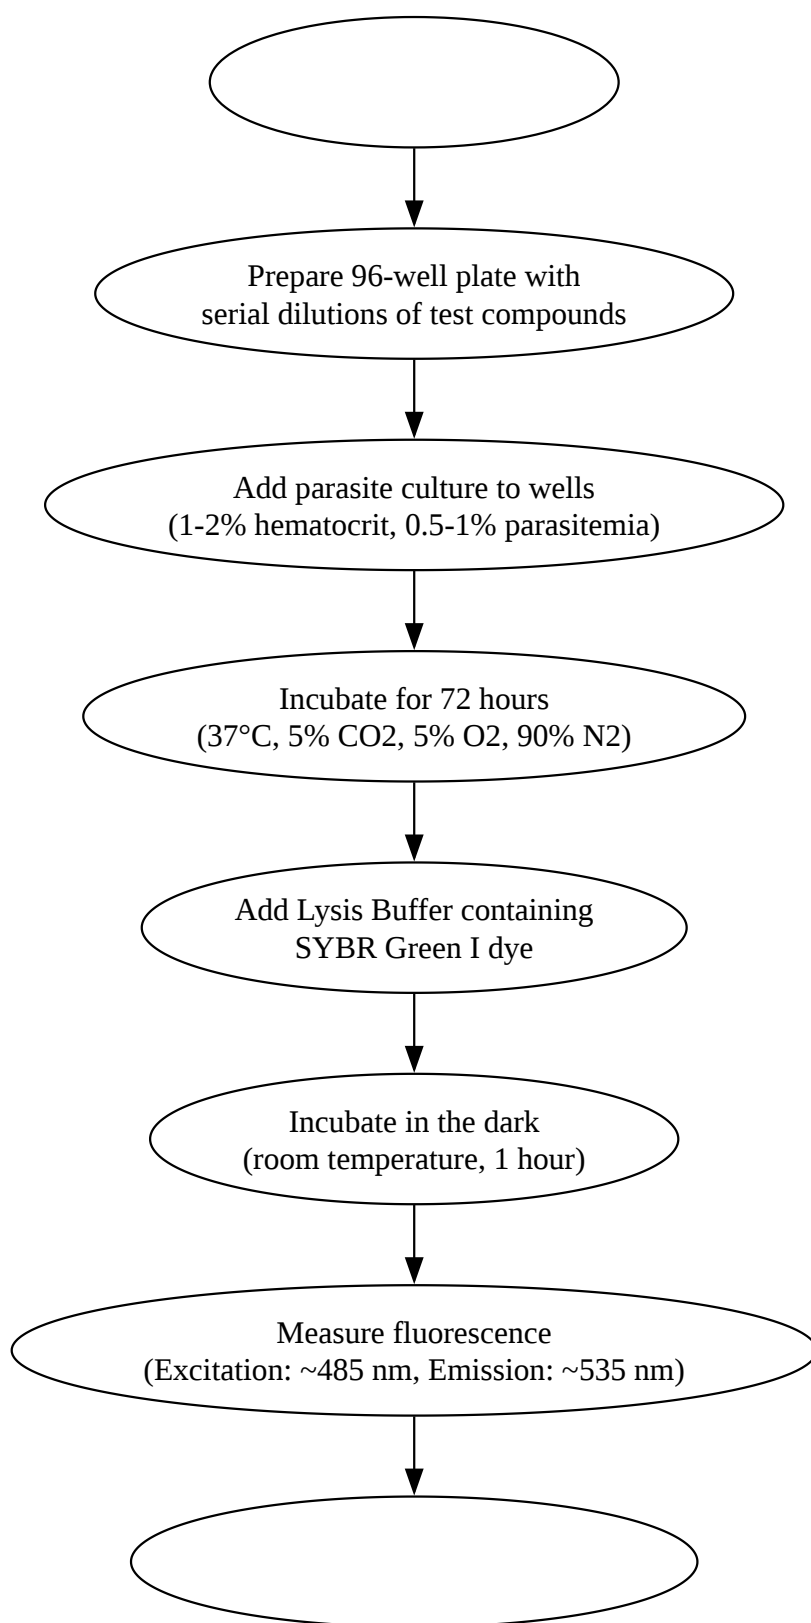 Prepare 96-well plate with
serial dilutions of test compounds
Add parasite culture to wells
(1-2% hematocrit, 0.5-1% parasitemia)
Incubate for 72 hours
(37°C, 5% CO2, 5% O2, 90% N2)
Add Lysis Buffer containing
SYBR Green I dye
Incubate in the dark
(room temperature, 1 hour)
Measure fluorescence
(Excitation: ~485 nm, Emission: ~535 nm)